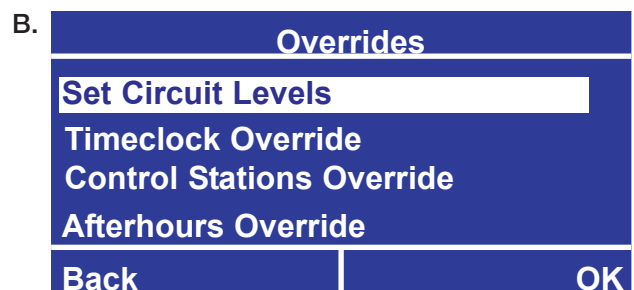 B.
Overrides
Set Circuit Levels
Timeclock Override
Control Stations Override
Afterhours Override
Back OK